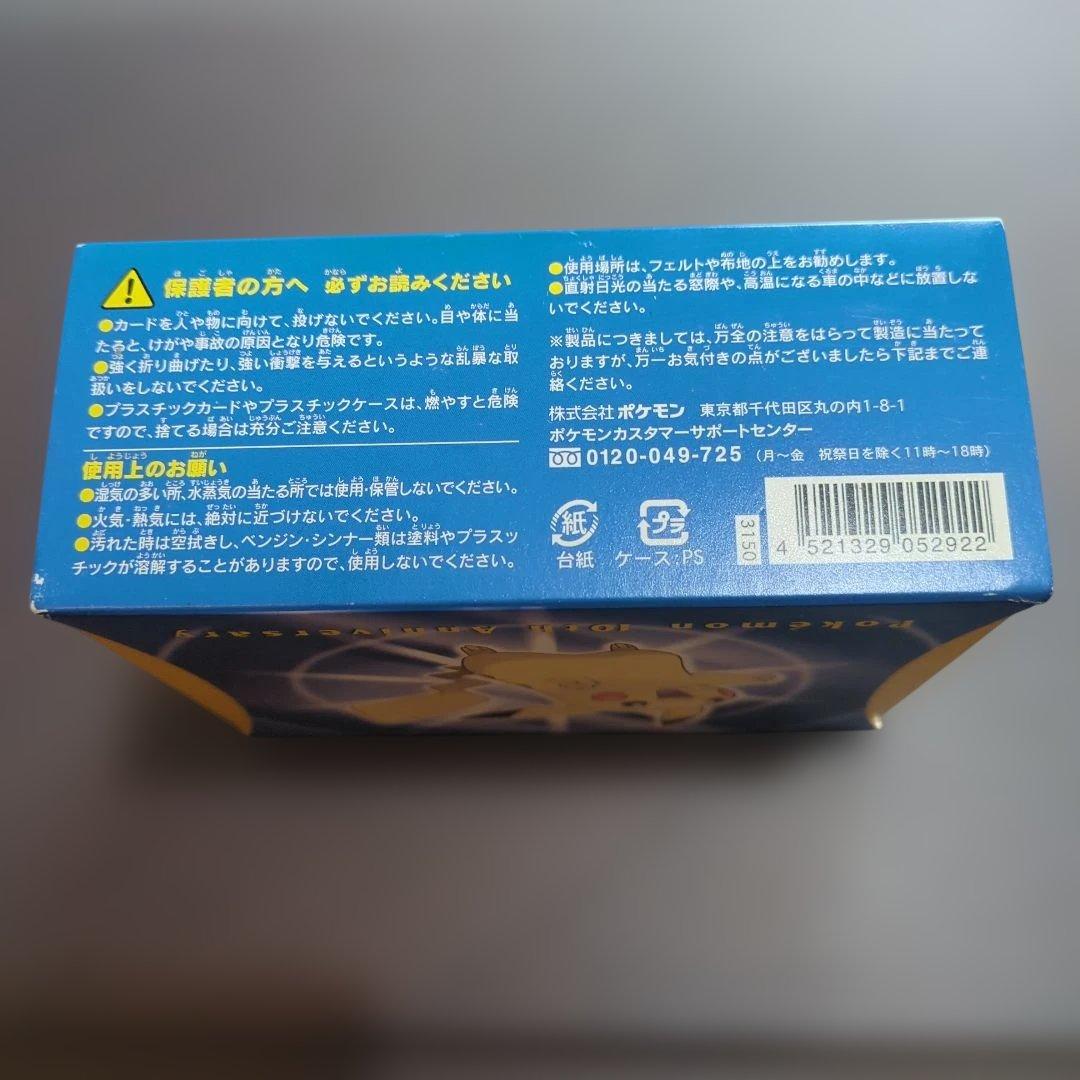 保護者の方へ 必ずお読みください
●カードを人や物に向けて、投げないでください。目や体に当
たると、けがや事故の原因となり危険です。
●強く折り曲げたり、強い衝撃を与えるというような乱暴な取
扱いをしないでください。
●プラスチックカードやプラスチックケースは、燃やすと危険
ですので、捨てる場合は充分ご注意ください。
使用上のお願い
●湿気の多い所、水蒸気の当たる所では使用・保管しないでください。
●火気・熱気には、絶対に近づけないでください。
●汚れた時は空拭きし、ベンジン・シンナー類は塗料やプラスッ
チックが溶解することがありますので、使用しないでください。
●使用場所は、フェルトや布地の上をお勧めします。
●直射日光の当たる窓際や、高温になる車の中などに放置しな
いでください。
※製品につきましては、万全の注意をはらって製造に当たって
おりますが、万一お気付きの点がございましたら下記までご連
絡ください。
株式会社 ポケモン 東京都千代田区丸の内1-8-1
ポケモンカスタマーサポートセンター
0120-049-725 (月〜金 祝祭日を除く11時〜18時)
紙
台紙
プラ
ケース:PS
3150
4 521329 052922
Pokémon 10th Anniversary